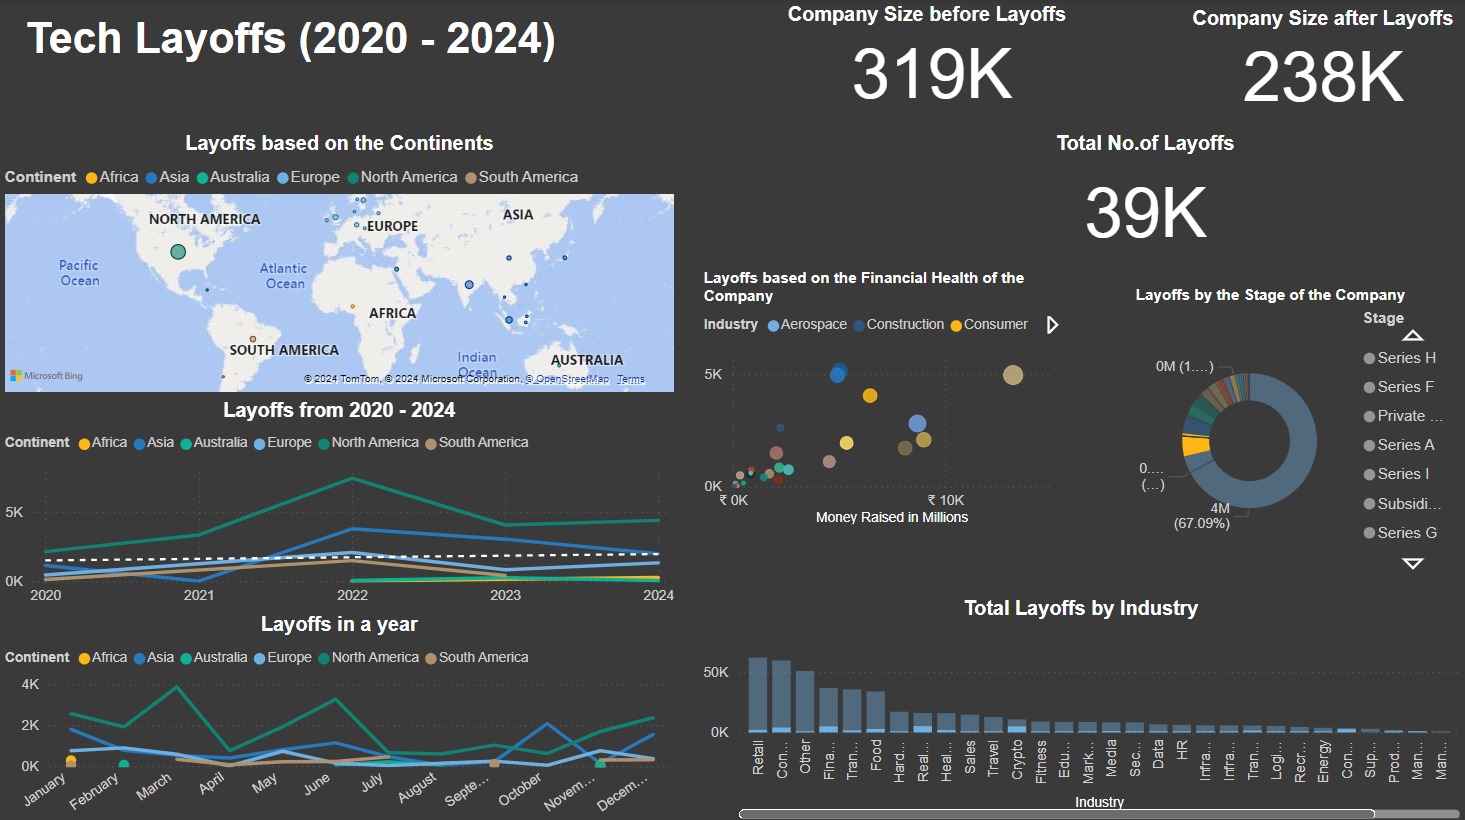 Tech Layoffs (2020 - 2024)
Company Size before Layoffs
319K
Company Size after Layoffs
238K
Total No.of Layoffs
39K
Layoffs based on the Continents
Continent Africa Asia Australia Europe North America South America
NORTH AMERICA
EUROPE
ASIA
Pacific
Ocean
Atlantic
Ocean
AFRICA
SOUTH AMERICA
Indian
Ocean
AUSTRALIA
Microsoft Bing
© 2024 TomTom, © 2024 Microsoft Corporation, © OpenStreetMap Terms
Layoffs from 2020 - 2024
Continent Africa Asia Australia Europe North America South America
5K
0K
2020 2021 2022 2023 2024
Layoffs in a year
Continent Africa Asia Australia Europe North America South America
4K
2K
0K
January February March April May June July August Septe... October Novem... Decem...
Layoffs based on the Financial Health of the
Company
Industry Aerospace Construction Consumer
5K
0K
₹ 0K ₹ 10K
Money Raised in Millions
Layoffs by the Stage of the Company
Stage
Series H
Series F
Private ...
Series A
Series I
Subsidi...
Series G
0M (1....)
0....
(...)
4M
(67.09%)
Total Layoffs by Industry
50K
0K
Retail Con... Other Fina... Tran... Food Hard... Real... Heal... Sales Travel Crypto Fitness Edu... Mark... Media Sec... Data HR Infra... Infra... Tran... Logi... Recr... Energy Con... Sup... Prod... Man... Man...
Industry